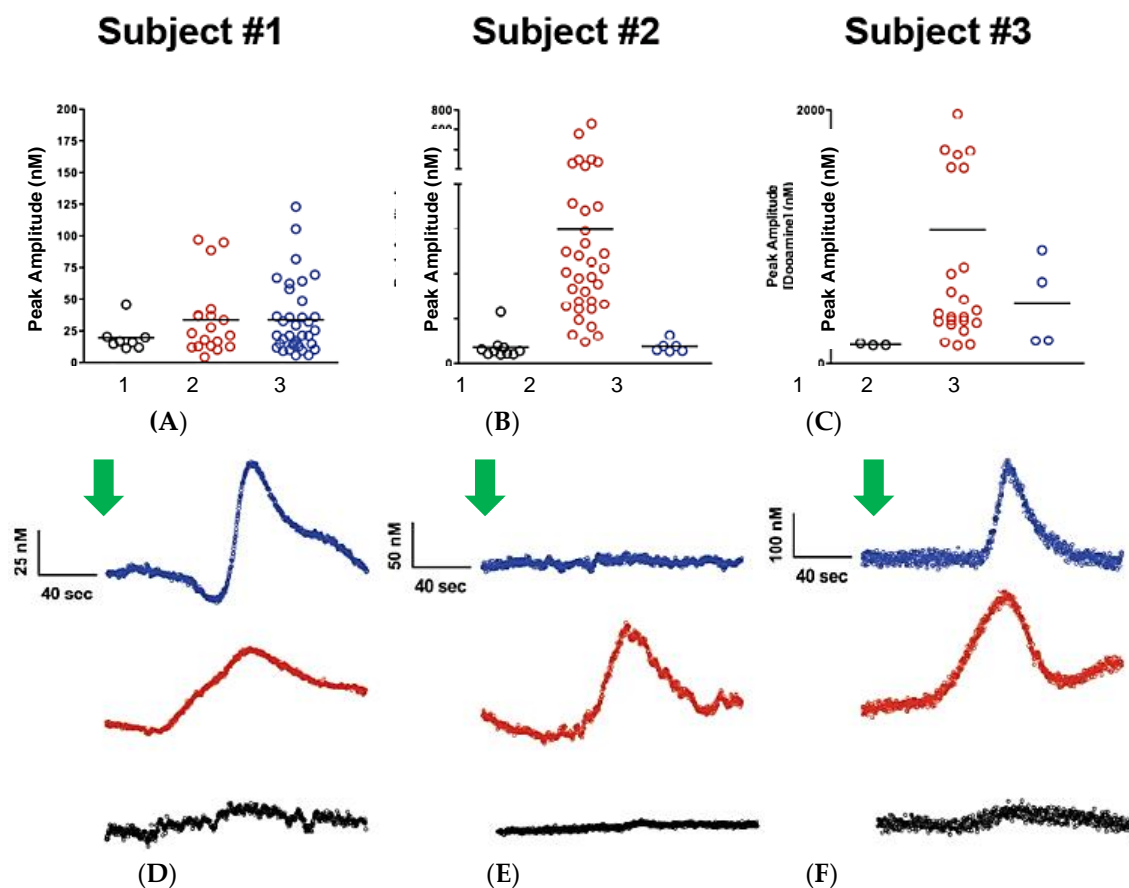 Subject #1
Subject #2
Subject #3
Peak Amplitude (nM)
200
175
150
125
100
75
50
25
0
1 2 3
(A)
Peak Amplitude (nM)
800
0
1 2 3
(B)
Peak Amplitude
[Dopamine] (nM)
Peak Amplitude (nM)
2000
0
1 2 3
(C)
25 nM
40 sec
50 nM
40 sec
100 nM
40 sec
(D)
(E)
(F)